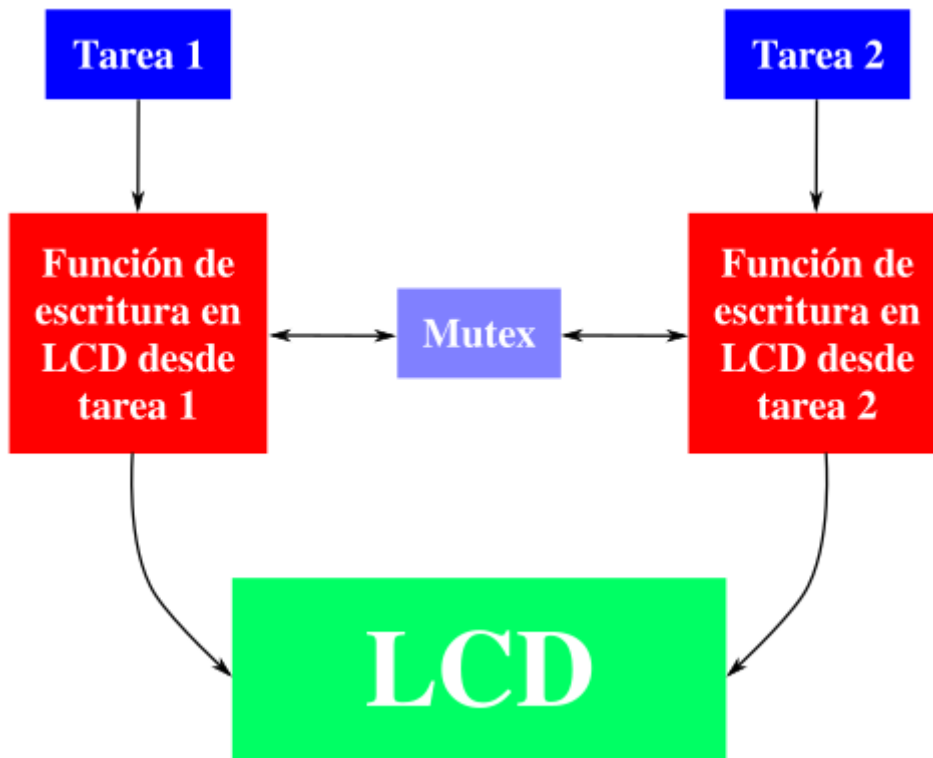 Tarea 1
Tarea 2
Función de
escritura en
LCD desde
tarea 1
Mutex
Función de
escritura en
LCD desde
tarea 2
LCD